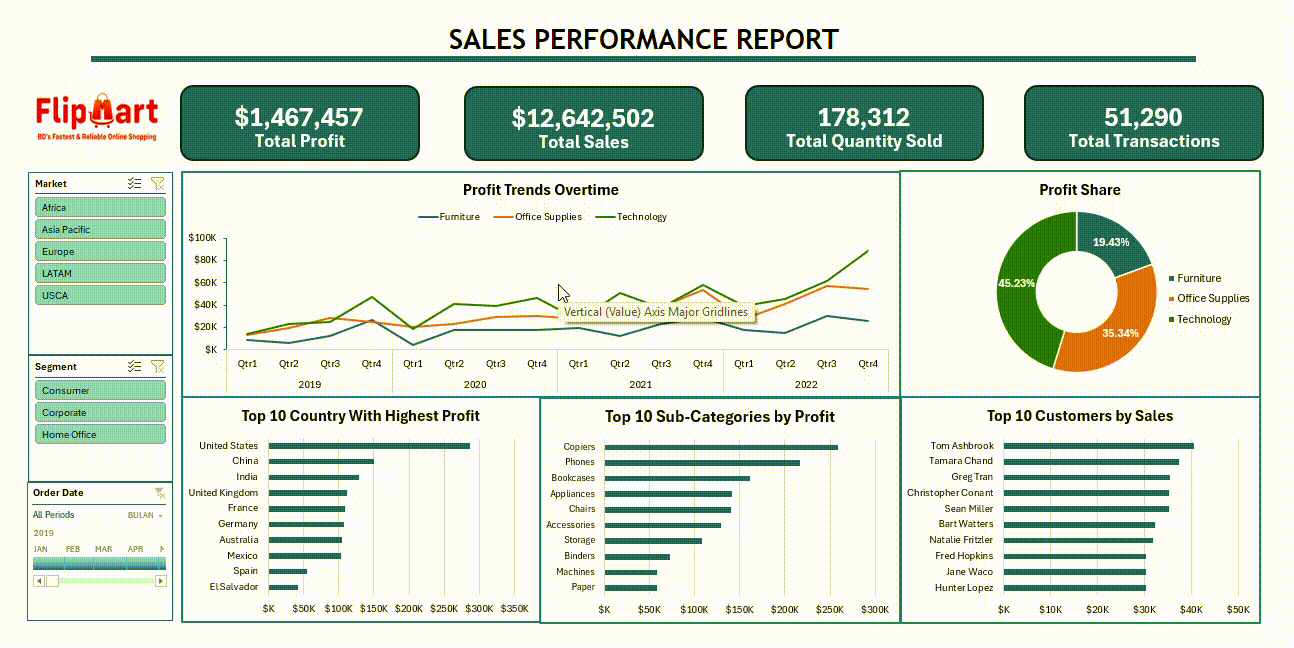 SALES PERFORMANCE REPORT
FlipMart
BD's Fastest & Reliable Online Shopping
$1,467,457
Total Profit
$12,642,502
Total Sales
178,312
Total Quantity Sold
51,290
Total Transactions
Market
Africa
Asia Pacific
Europe
LATAM
USCA
Segment
Consumer
Corporate
Home Office
Order Date
All Periods
BULAN
2019
JAN FEB MAR APR
Profit Trends Overtime
Furniture Office Supplies Technology
$100K
$80K
$60K
$40K
$20K
$K
Vertical (Value) Axis Major Gridlines
Qtr1 Qtr2 Qtr3 Qtr4 Qtr1 Qtr2 Qtr3 Qtr4 Qtr1 Qtr2 Qtr3 Qtr4 Qtr1 Qtr2 Qtr3 Qtr4
2019 2020 2021 2022
Profit Share
19.43%
45.23%
35.34%
Furniture
Office Supplies
Technology
Top 10 Country With Highest Profit
United States
China
India
United Kingdom
France
Germany
Australia
Mexico
Spain
El Salvador
$K $50K $100K $150K $200K $250K $300K $350K
Top 10 Sub-Categories by Profit
Copiers
Phones
Bookcases
Appliances
Chairs
Accessories
Storage
Binders
Machines
Paper
$K $50K $100K $150K $200K $250K $300K
Top 10 Customers by Sales
Tom Ashbrook
Tamara Chand
Greg Tran
Christopher Conant
Sean Miller
Bart Watters
Natalie Fritzler
Fred Hopkins
Jane Waco
Hunter Lopez
$K $10K $20K $30K $40K $50K